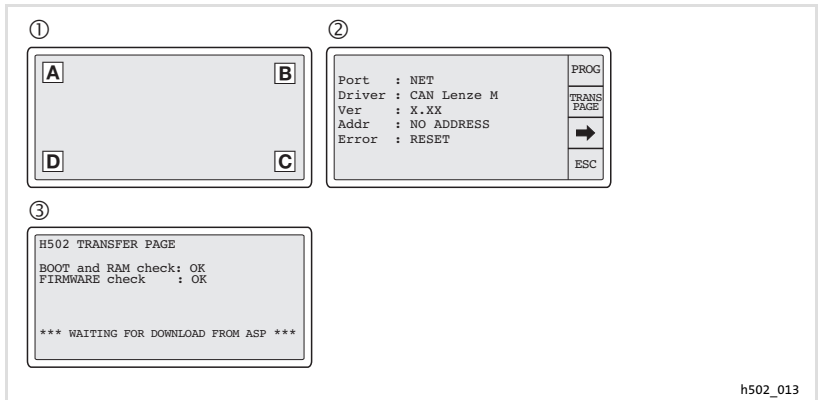 ① ②
A B
D C
Port : NET
Driver : CAN Lenze M
Ver : X.XX
Addr : NO ADDRESS
Error : RESET
PROG
TRANS
PAGE
ESC
③
H502 TRANSFER PAGE
BOOT and RAM check: OK
FIRMWARE check : OK
*** WAITING FOR DOWNLOAD FROM ASP ***
h502_013